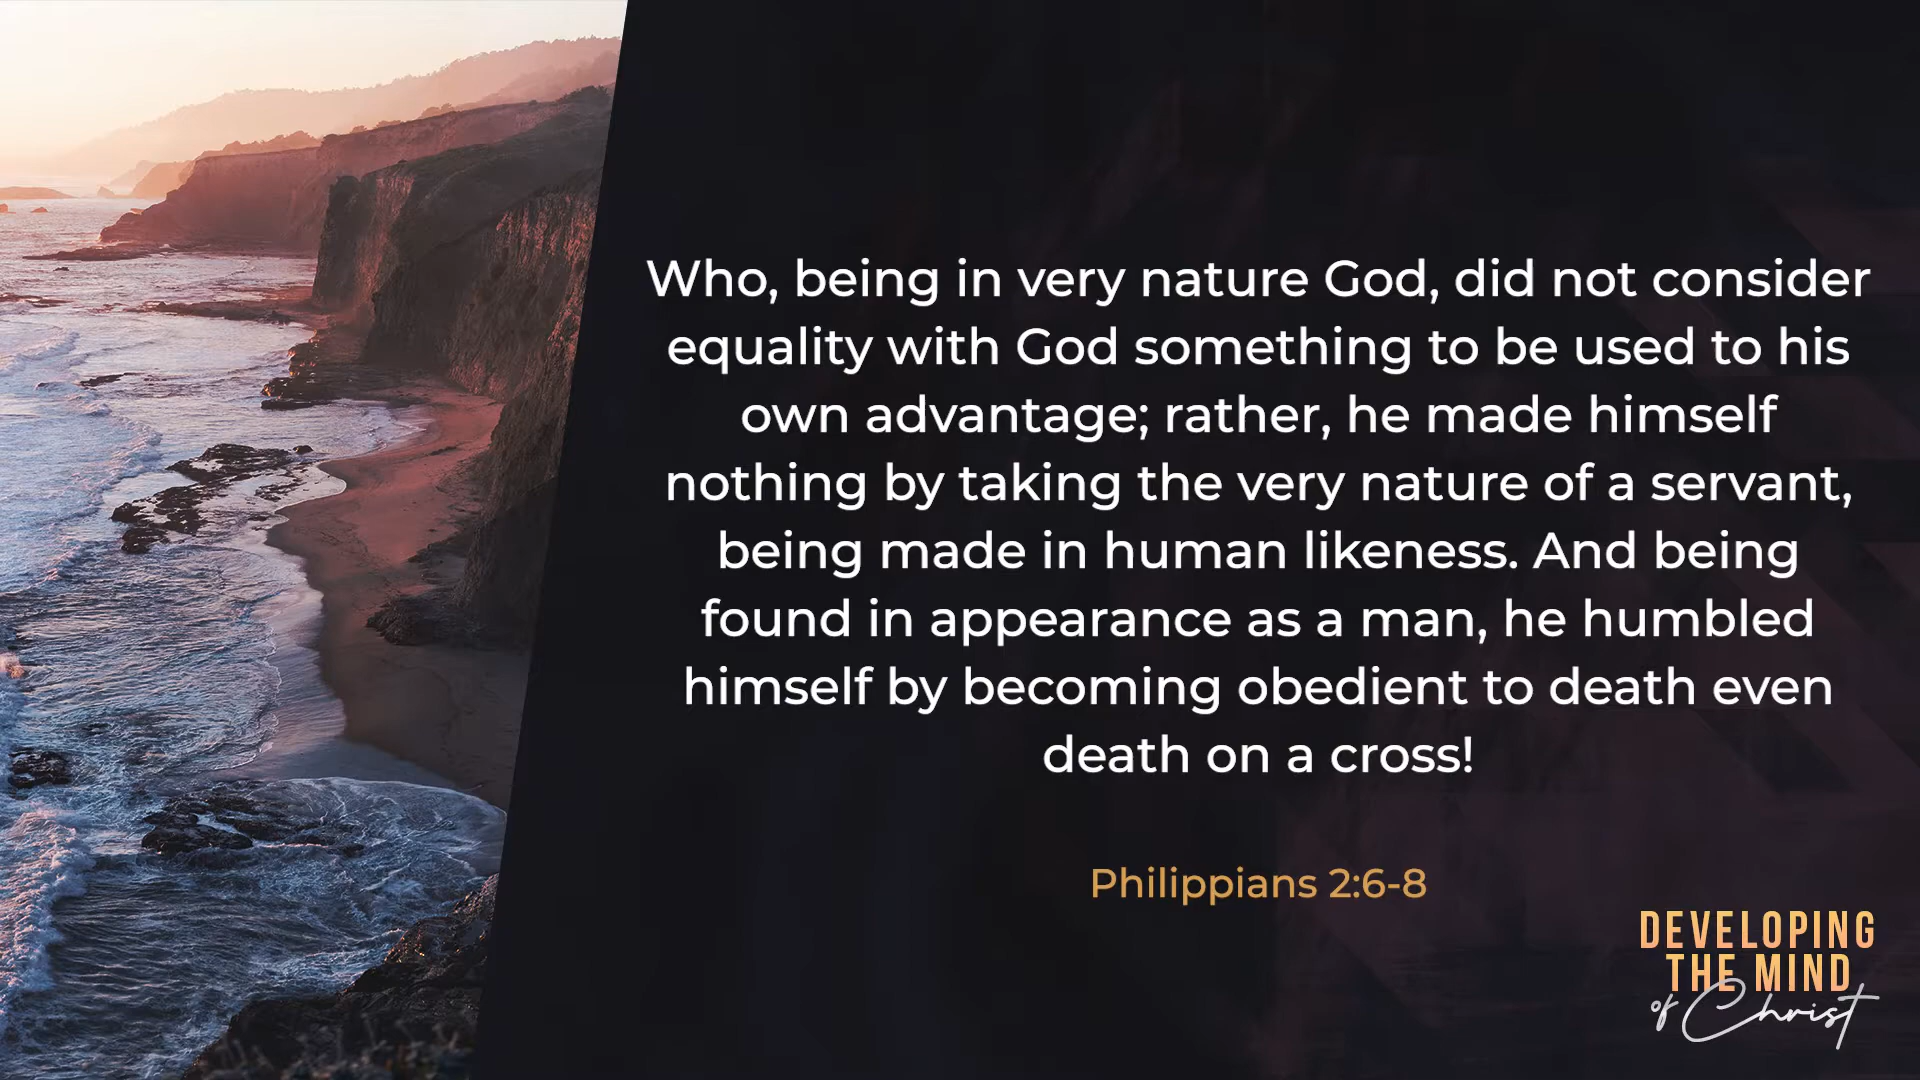 Who, being in very nature God, did not consider
equality with God something to be used to his
own advantage; rather, he made himself
nothing by taking the very nature of a servant,
being made in human likeness. And being
found in appearance as a man, he humbled
himself by becoming obedient to death even
death on a cross!
Philippians 2:6-8
DEVELOPING
THE MIND
of Christ